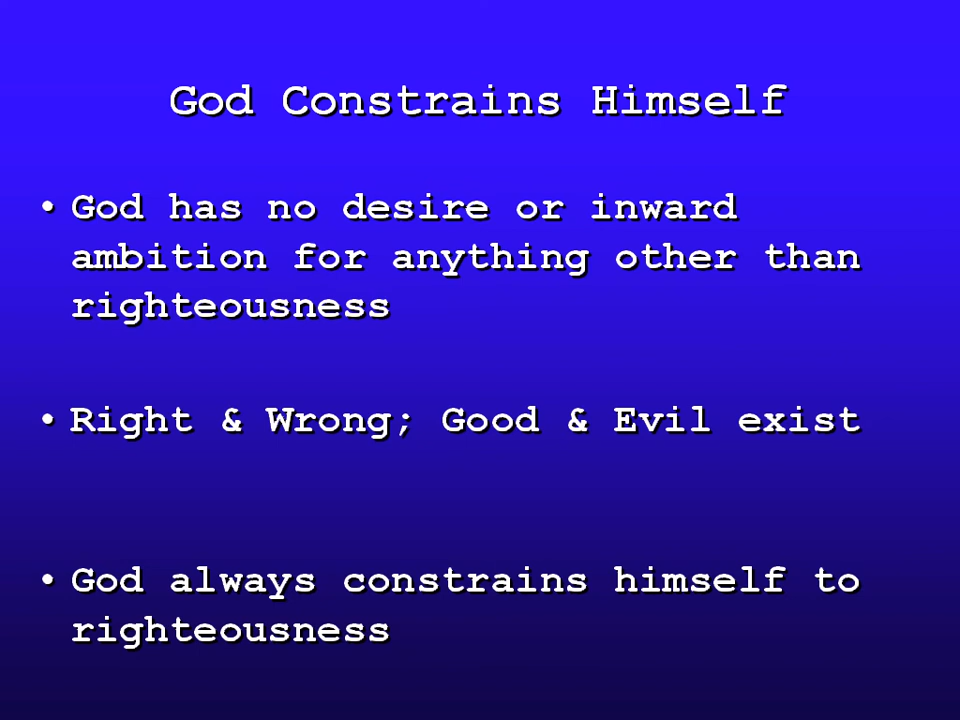 God Constrains Himself
• God has no desire or inward
ambition for anything other than
righteousness
• Right & Wrong; Good & Evil exist
• God always constrains himself to
righteousness